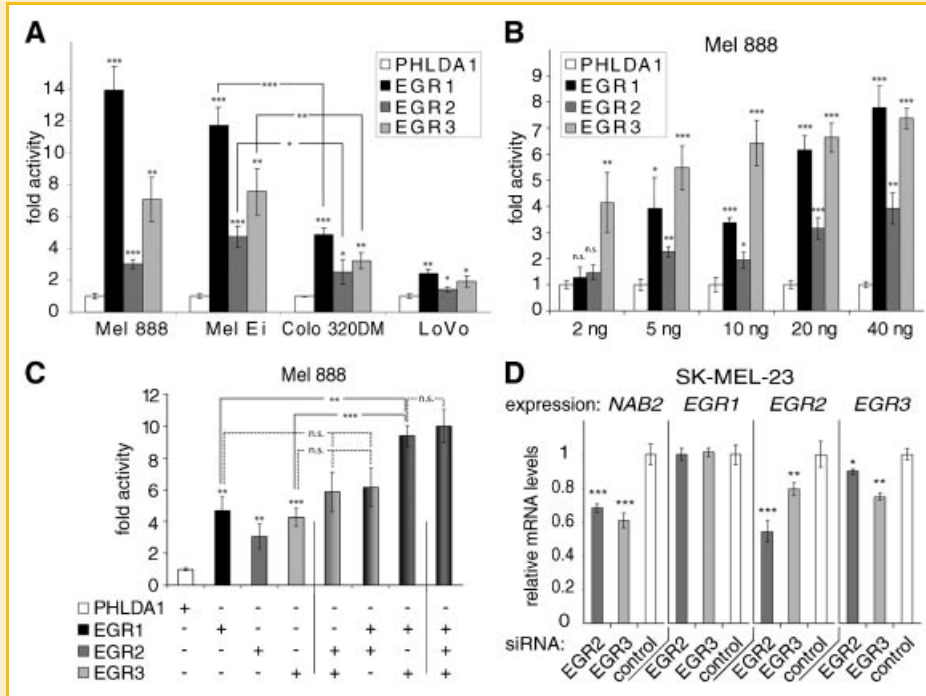 A
fold activity
14
12
10
8
6
4
2
0
PHLDA1
EGR1
EGR2
EGR3
***
***
**
***
***
**
***
*
**
**
*
*
***
**
*
Mel 888 Mel Ei Colo 320DM LoVo
B
Mel 888
fold activity
9
8
7
6
5
4
3
2
1
0
PHLDA1
EGR1
EGR2
EGR3
n.s. n.s. **
* ** ***
*** * ***
*** *** ***
*** ** ***
2 ng 5 ng 10 ng 20 ng 40 ng
C
Mel 888
fold activity
12
10
8
6
4
2
0
** n.s.
***
n.s.
n.s.
** ** ***
PHLDA1 + - - - - - - -
EGR1 - + - - - + + +
EGR2 - - + - + + - +
EGR3 - - - + + - + +
D
SK-MEL-23
expression: NAB2 EGR1 EGR2 EGR3
relative mRNA levels
1
0.8
0.6
0.4
0.2
0
*** ***
*** **
* **
siRNA: EGR2 EGR3 control EGR2 EGR3 control EGR2 EGR3 control EGR2 EGR3 control